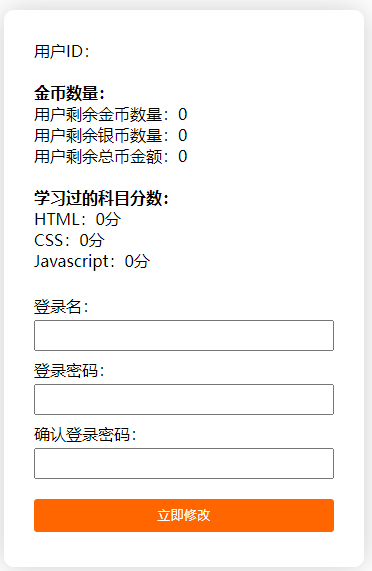 用户ID：
金币数量：
用户剩余金币数量：0
用户剩余银币数量：0
用户剩余总币金额：0
学习过的科目分数：
HTML：0分
CSS：0分
Javascript：0分
登录名：
登录密码：
确认登录密码：
立即修改